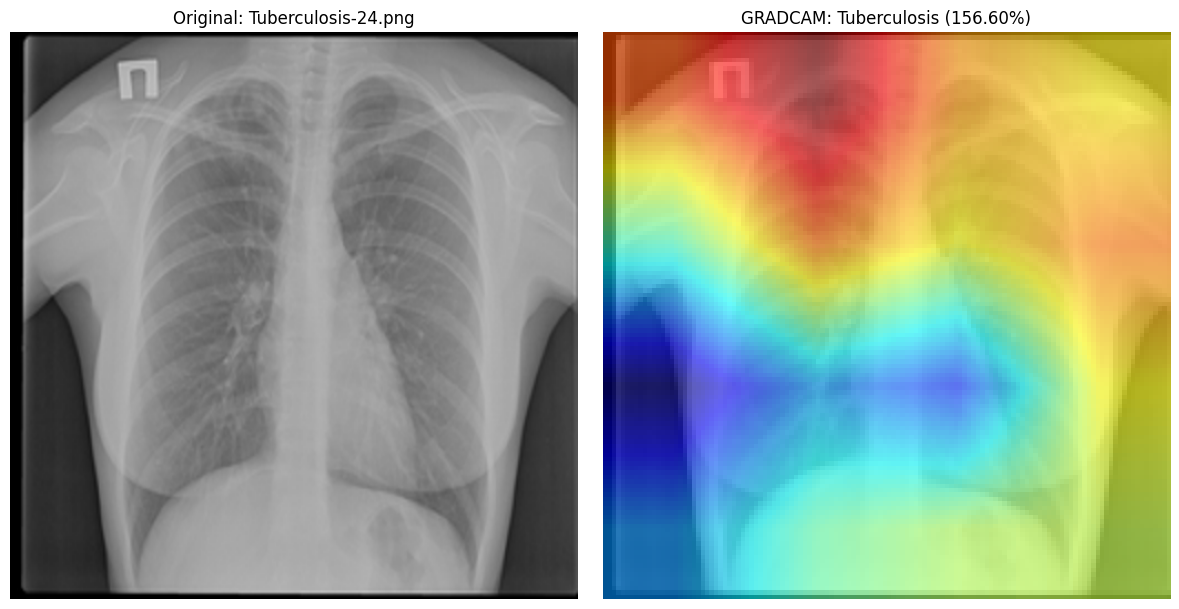 Original: Tuberculosis-24.png
GRADCAM: Tuberculosis (156.60%)
П
П